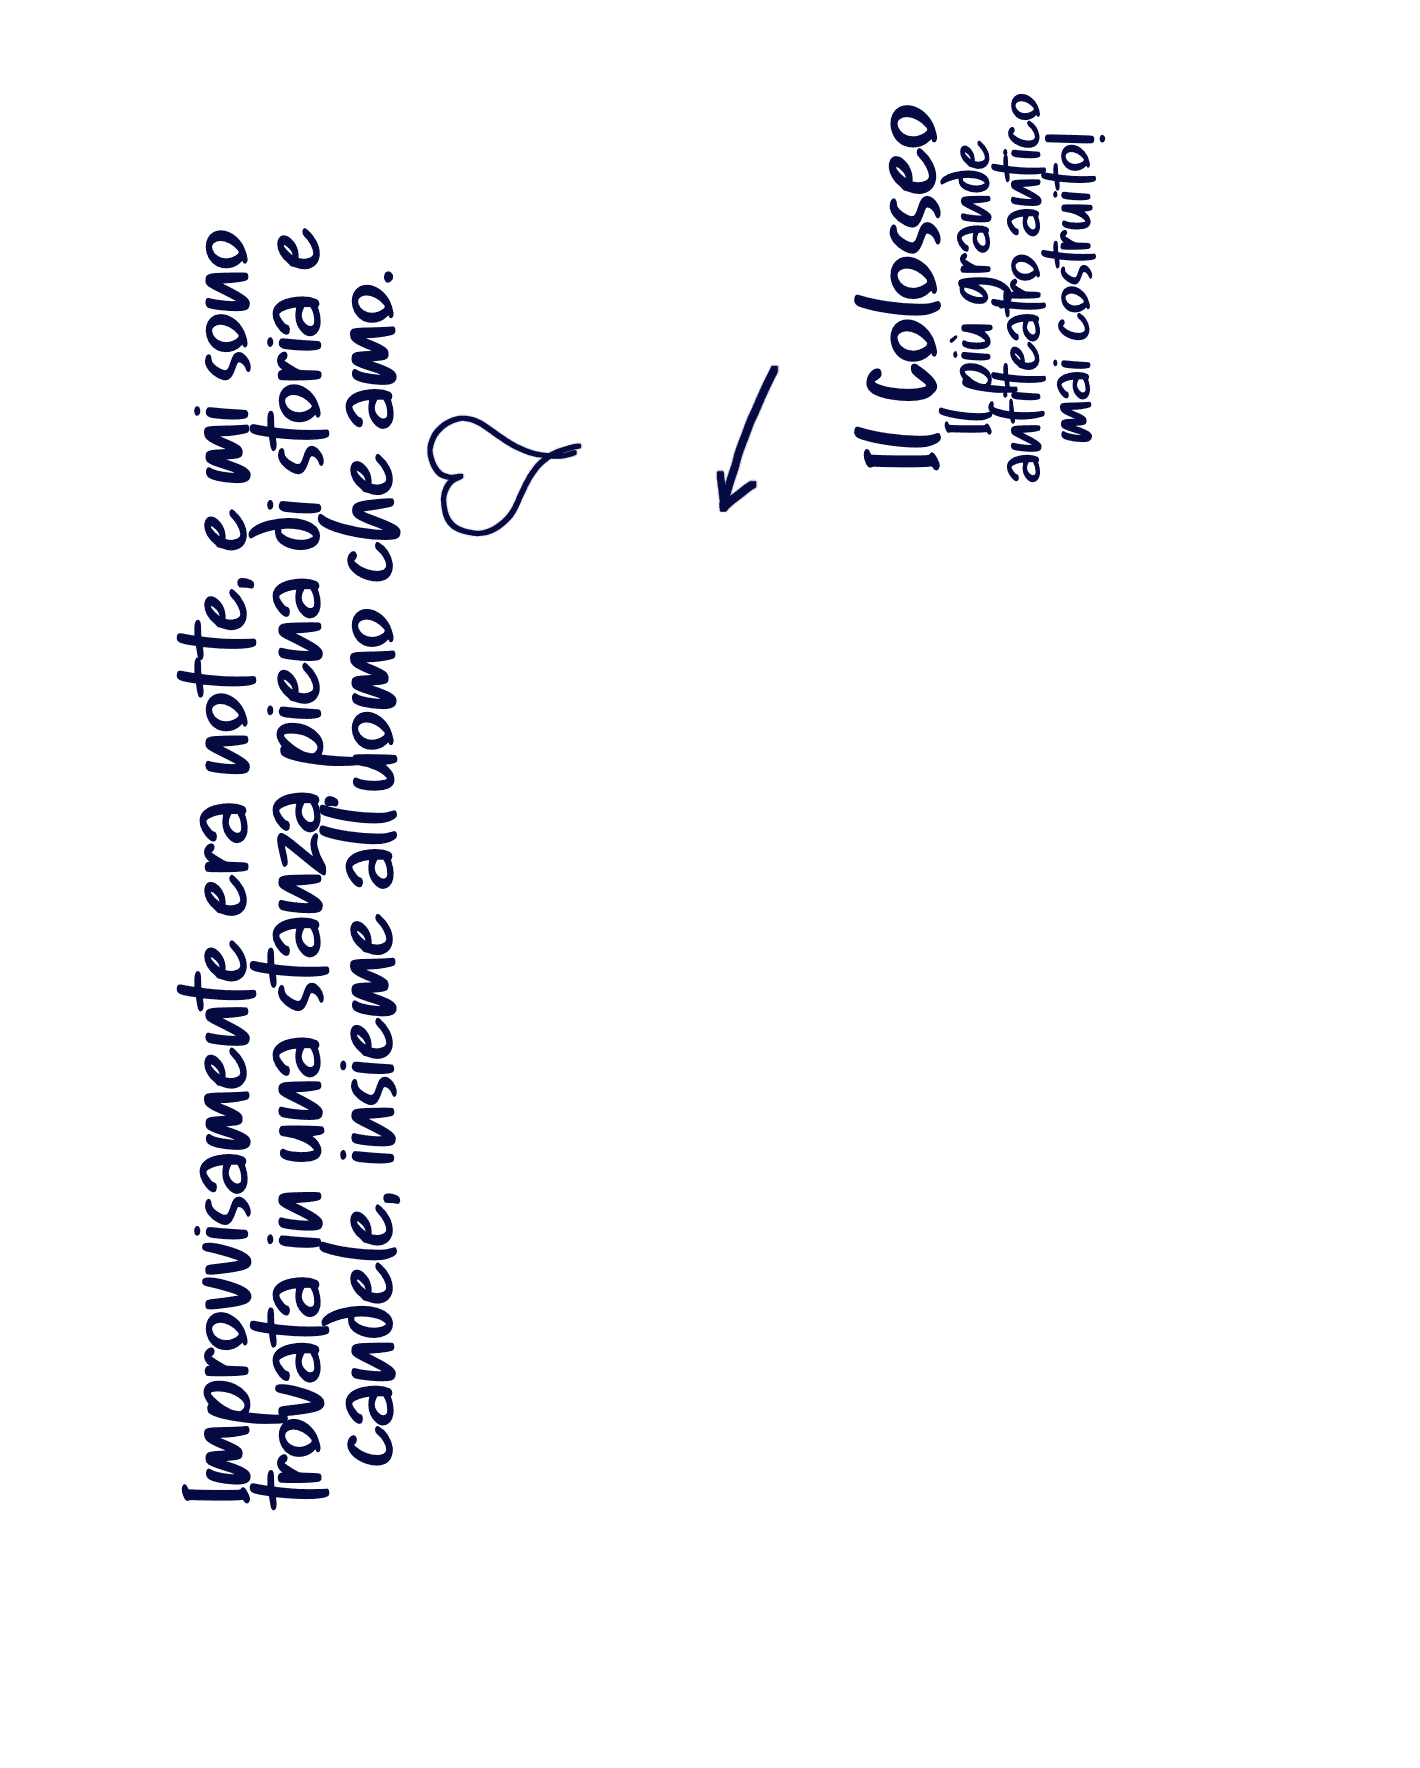 Improvvisamente era notte, e mi sono
trovata in una stanza piena di storia e
candele, insieme all'uomo che amo.
Il Colosseo
Il più grande
anfiteatro antico
mai costruito!